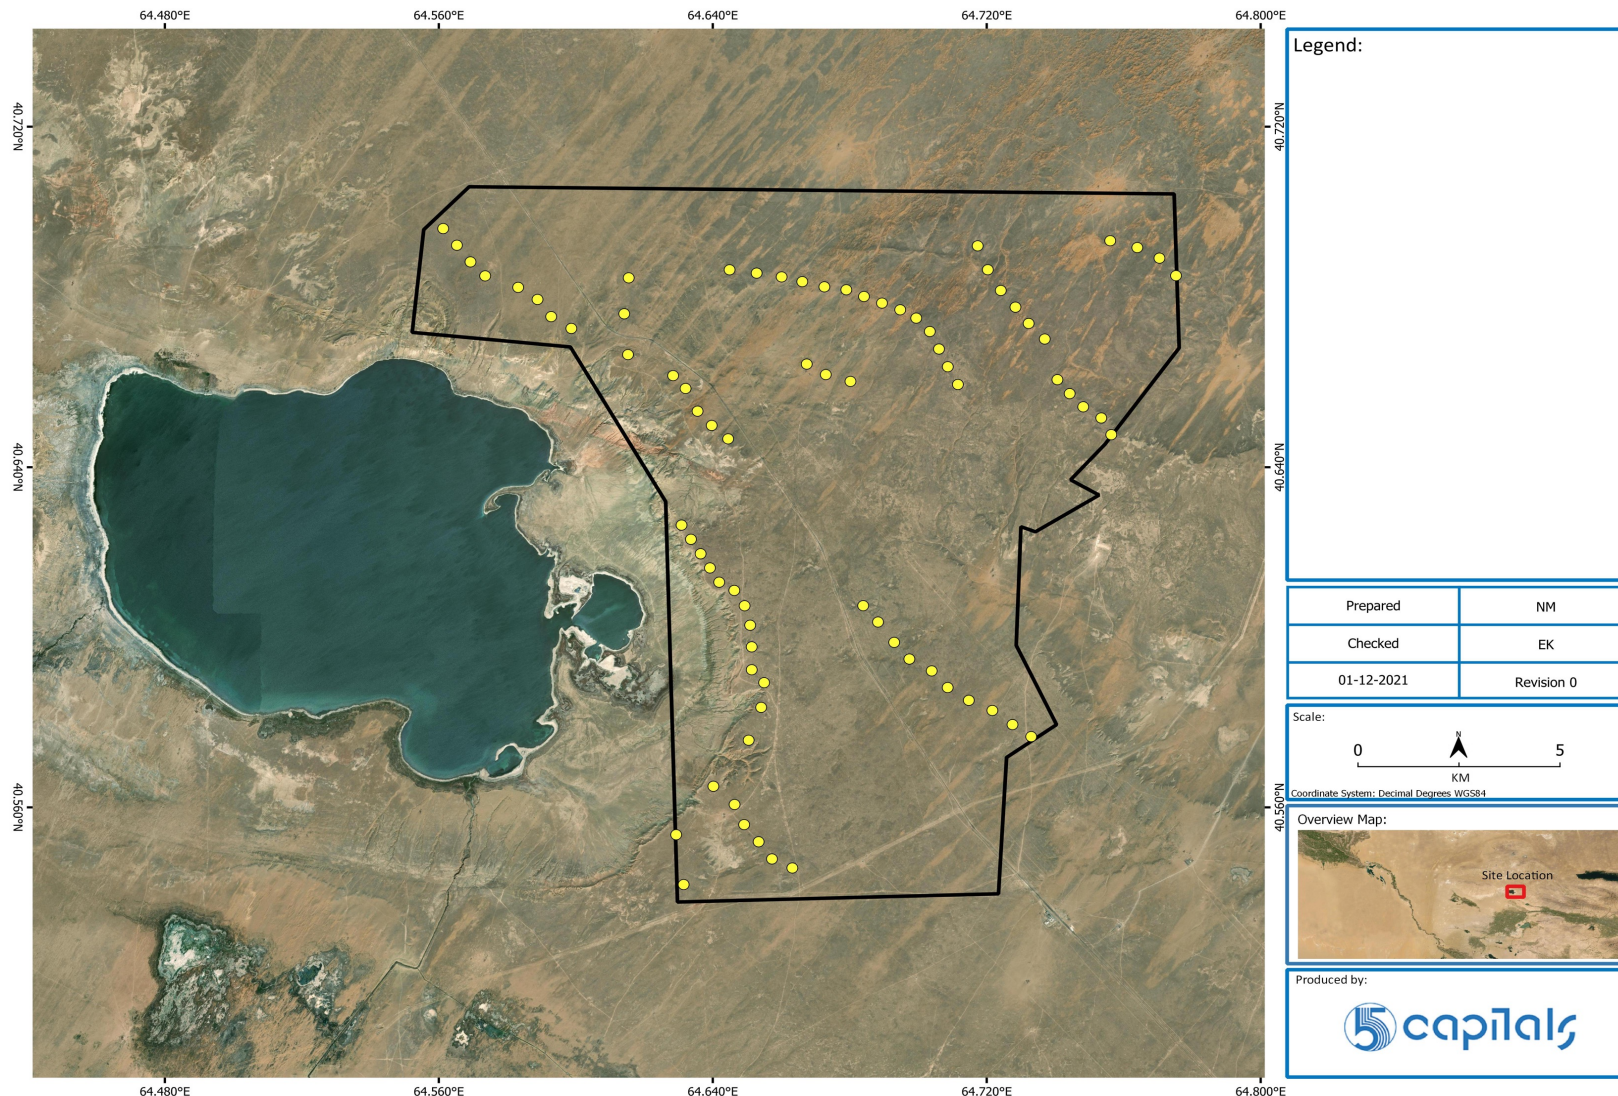 64.480°E 64.560°E 64.640°E 64.720°E 64.800°E
40.720°N 40.720°N
40.640°N 40.640°N
40.560°N 40.560°N
64.480°E 64.560°E 64.640°E 64.720°E 64.800°E
Legend:
Prepared NM
Checked EK
01-12-2021 Revision 0
Scale:
N
0 5
KM
Coordinate System: Decimal Degrees WGS84
Overview Map:
Site Location
Produced by:
5 capitals